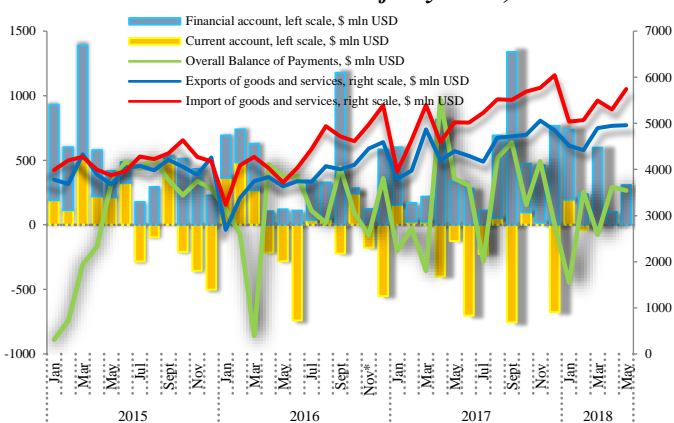 Financial account, left scale, $ mln USD
Current account, left scale, $ mln USD
Overall Balance of Payments, $ mln USD
Exports of goods and services, right scale, $ mln USD
Import of goods and services, right scale, $ mln USD
1500
1000
500
0
-500
-1000
7000
6000
5000
4000
3000
2000
1000
0
Jan Mar May Jul Sept Nov Jan Mar May Jul Sept Nov* Jan Mar May Jul Sept Nov Jan Mar May
2015 2016 2017 2018